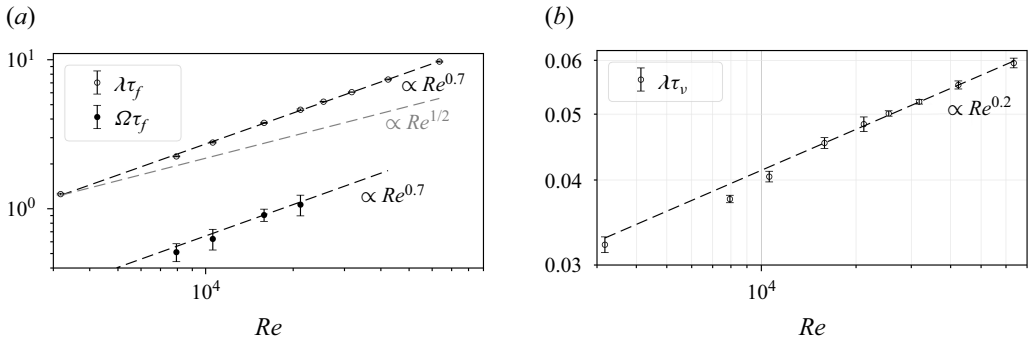 (a)
10^1
10^0
λτ_f
Ωτ_f
∝ Re^0.7
∝ Re^1/2
∝ Re^0.7
10^4
Re
(b)
0.06
0.05
0.04
0.03
λτ_ν
∝ Re^0.2
10^4
Re